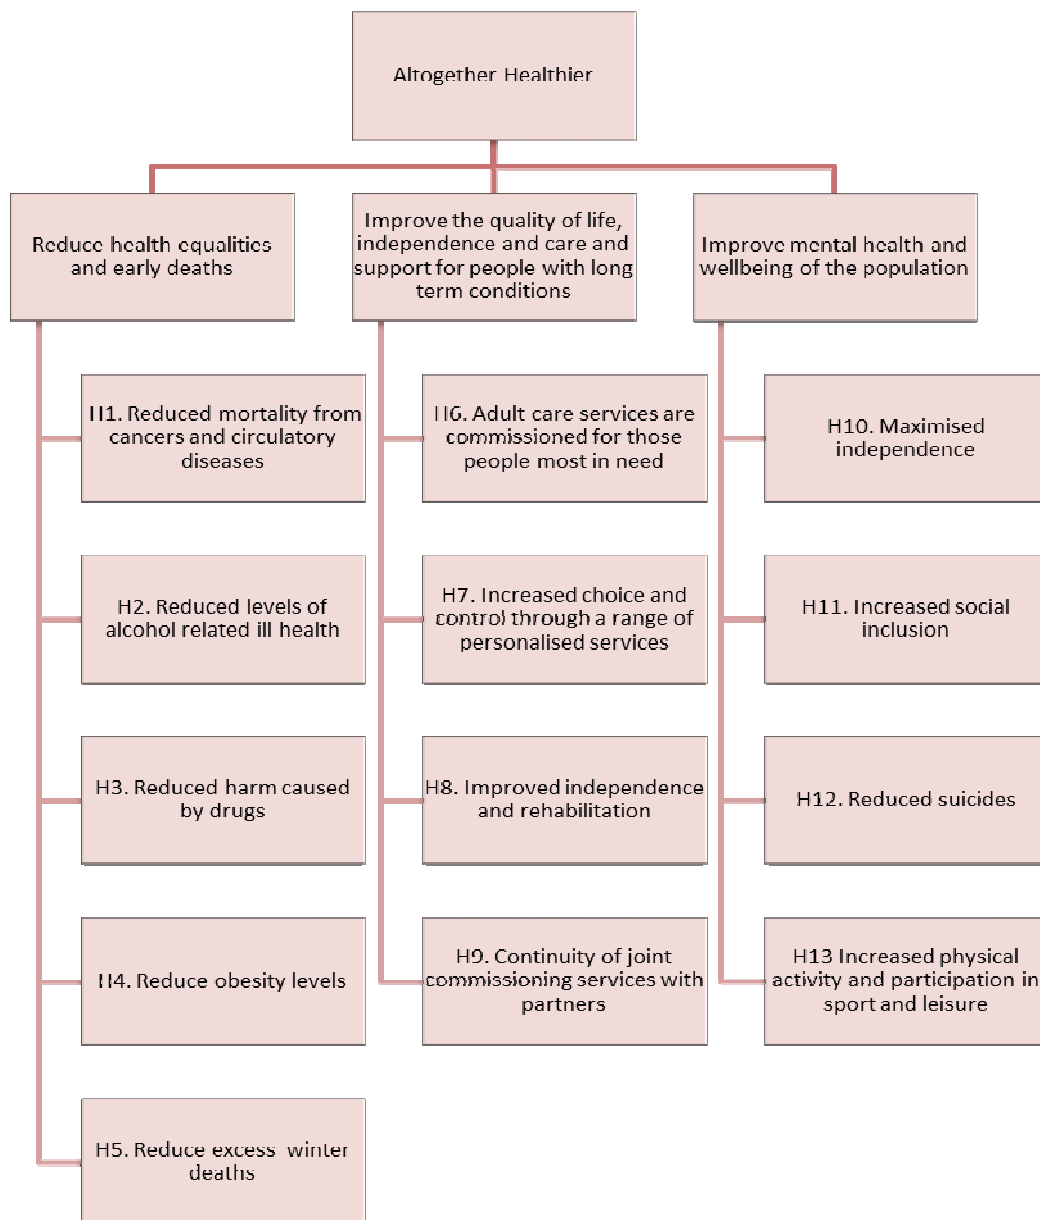 Altogether Healthier
Reduce health equalities
and early deaths
Improve the quality of life,
independence and care and
support for people with long
term conditions
Improve mental health and
wellbeing of the population
H1. Reduced mortality from
cancers and circulatory
diseases
H2. Reduced levels of
alcohol related ill health
H3. Reduced harm caused
by drugs
H4. Reduce obesity levels
H5. Reduce excess winter
deaths
H6. Adult care services are
commissioned for those
people most in need
H7. Increased choice and
control through a range of
personalised services
H8. Improved independence
and rehabilitation
H9. Continuity of joint
commissioning services with
partners
H10. Maximised
independence
H11. Increased social
inclusion
H12. Reduced suicides
H13 Increased physical
activity and participation in
sport and leisure